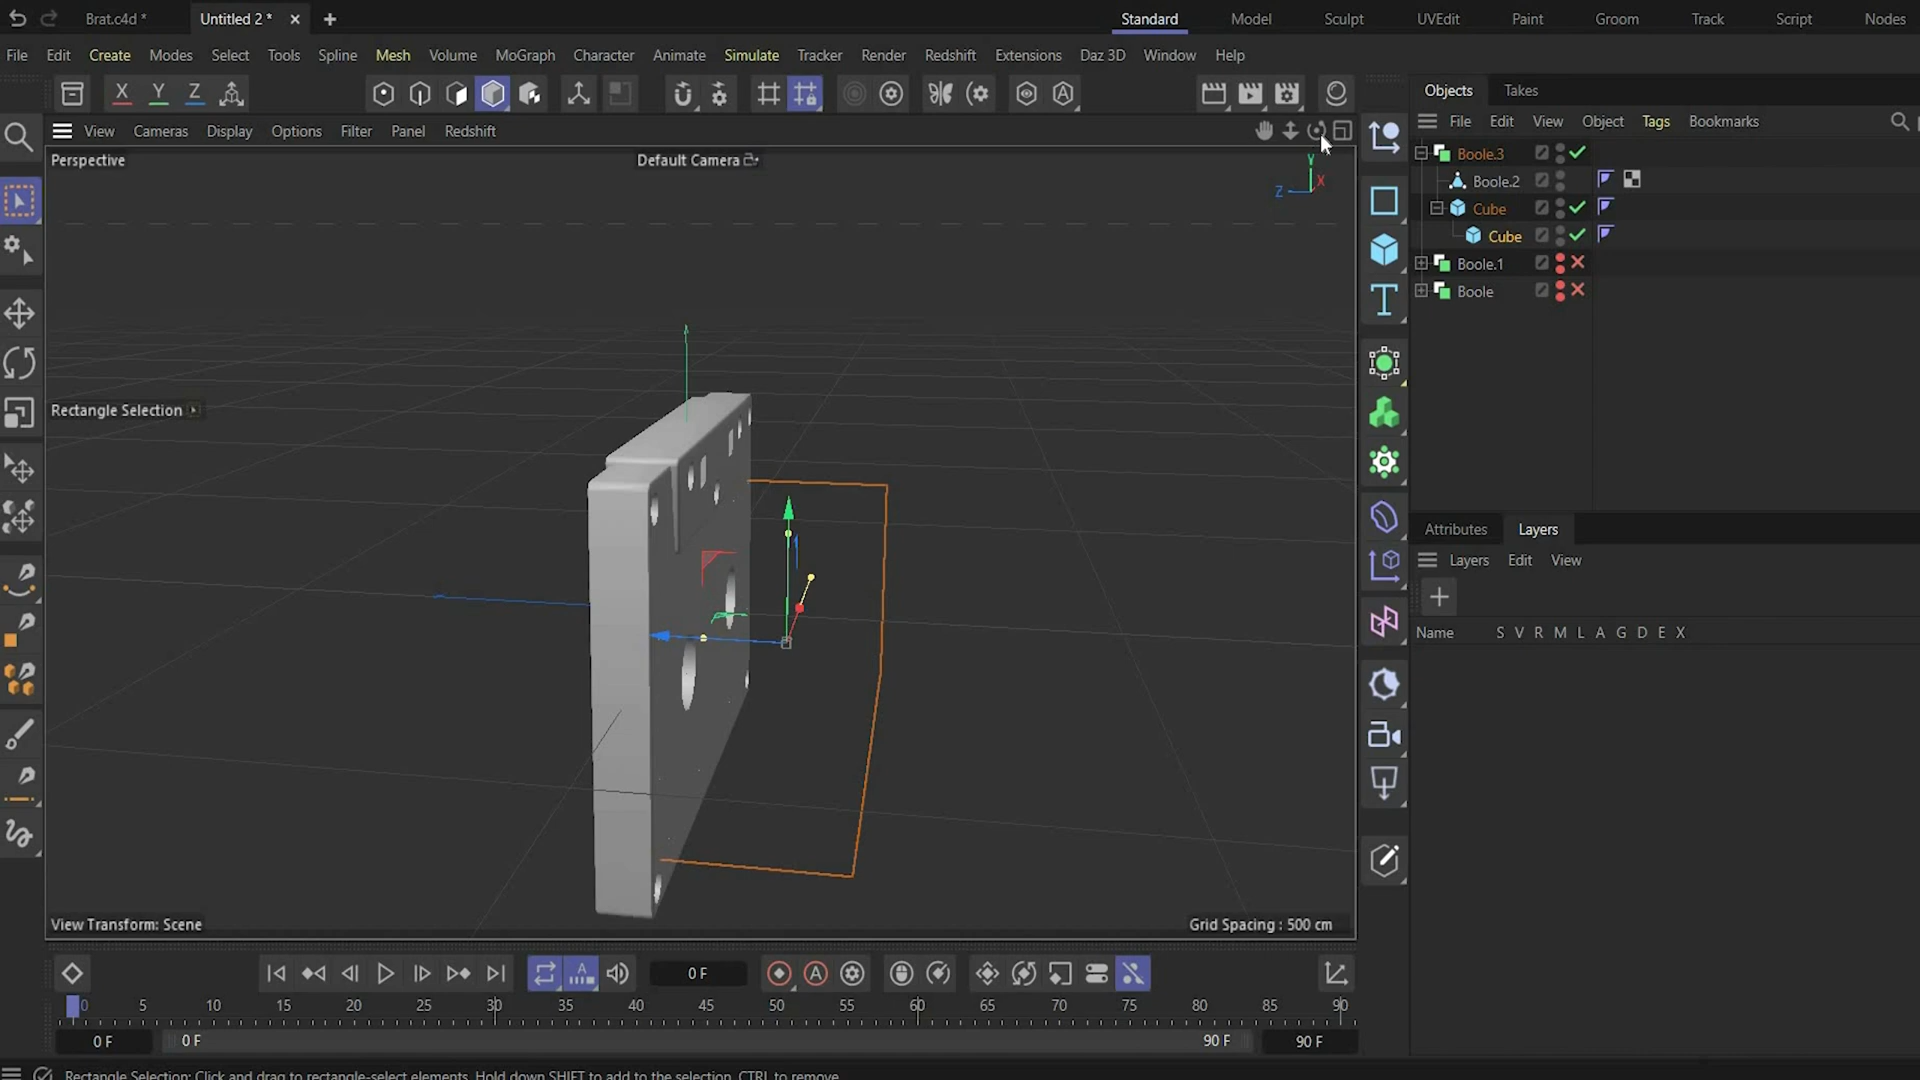 Brat.c4d * Untitled 2 * Standard Model Sculpt UVEdit Paint Groom Track Script Nodes
File Edit Create Modes Select Tools Spline Mesh Volume MoGraph Character Animate Simulate Tracker Render Redshift Extensions Daz 3D Window Help
X Y Z
Objects Takes
View Cameras Display Options Filter Panel Redshift
File Edit View Object Tags Bookmarks
Perspective Default Camera
Y
Z X
Boole.3
Boole.2
Cube
Cube
Boole.1
Boole
Rectangle Selection
Attributes Layers
Layers Edit View
Name S V R M L A G D E X
View Transform: Scene Grid Spacing : 500 cm
0 F
0 5 10 15 20 25 30 35 40 45 50 55 60 65 70 75 80 85 90
0 F 0 F 90 F 90 F
Rectangle Selection: Click and drag to rectangle-select elements. Hold down SHIFT to add to the selection, CTRL to remove.